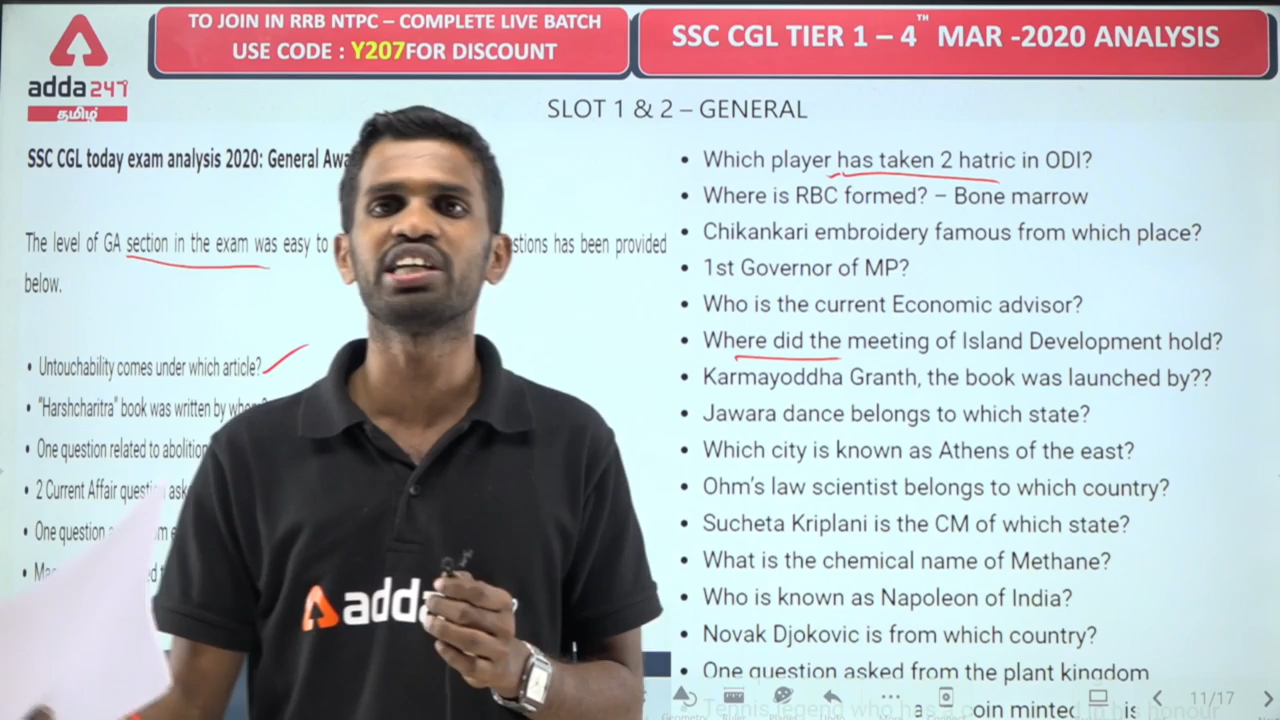 TO JOIN IN RRB NTPC – COMPLETE LIVE BATCH
USE CODE : Y207FOR DISCOUNT
SSC CGL TIER 1 – 4TH MAR -2020 ANALYSIS
adda247
தமிழ்
SLOT 1 & 2 – GENERAL
SSC CGL today exam analysis 2020: General
The level of GA section in the exam was easy to
has been provided
below.
• Untouchability comes under which article?
• "Harshcharitra" book was written by
• One question related to
• 2 Current Affair
• One question
• Which player has taken 2 hatric in ODI?
• Where is RBC formed? – Bone marrow
• Chikankari embroidery famous from which place?
• 1st Governor of MP?
• Who is the current Economic advisor?
• Where did the meeting of Island Development hold?
• Karmayoddha Granth, the book was launched by??
• Jawara dance belongs to which state?
• Which city is known as Athens of the east?
• Ohm's law scientist belongs to which country?
• Sucheta Kriplani is the CM of which state?
• What is the chemical name of Methane?
• Who is known as Napoleon of India?
• Novak Djokovic is from which country?
• One question asked from the plant kingdom
11/17